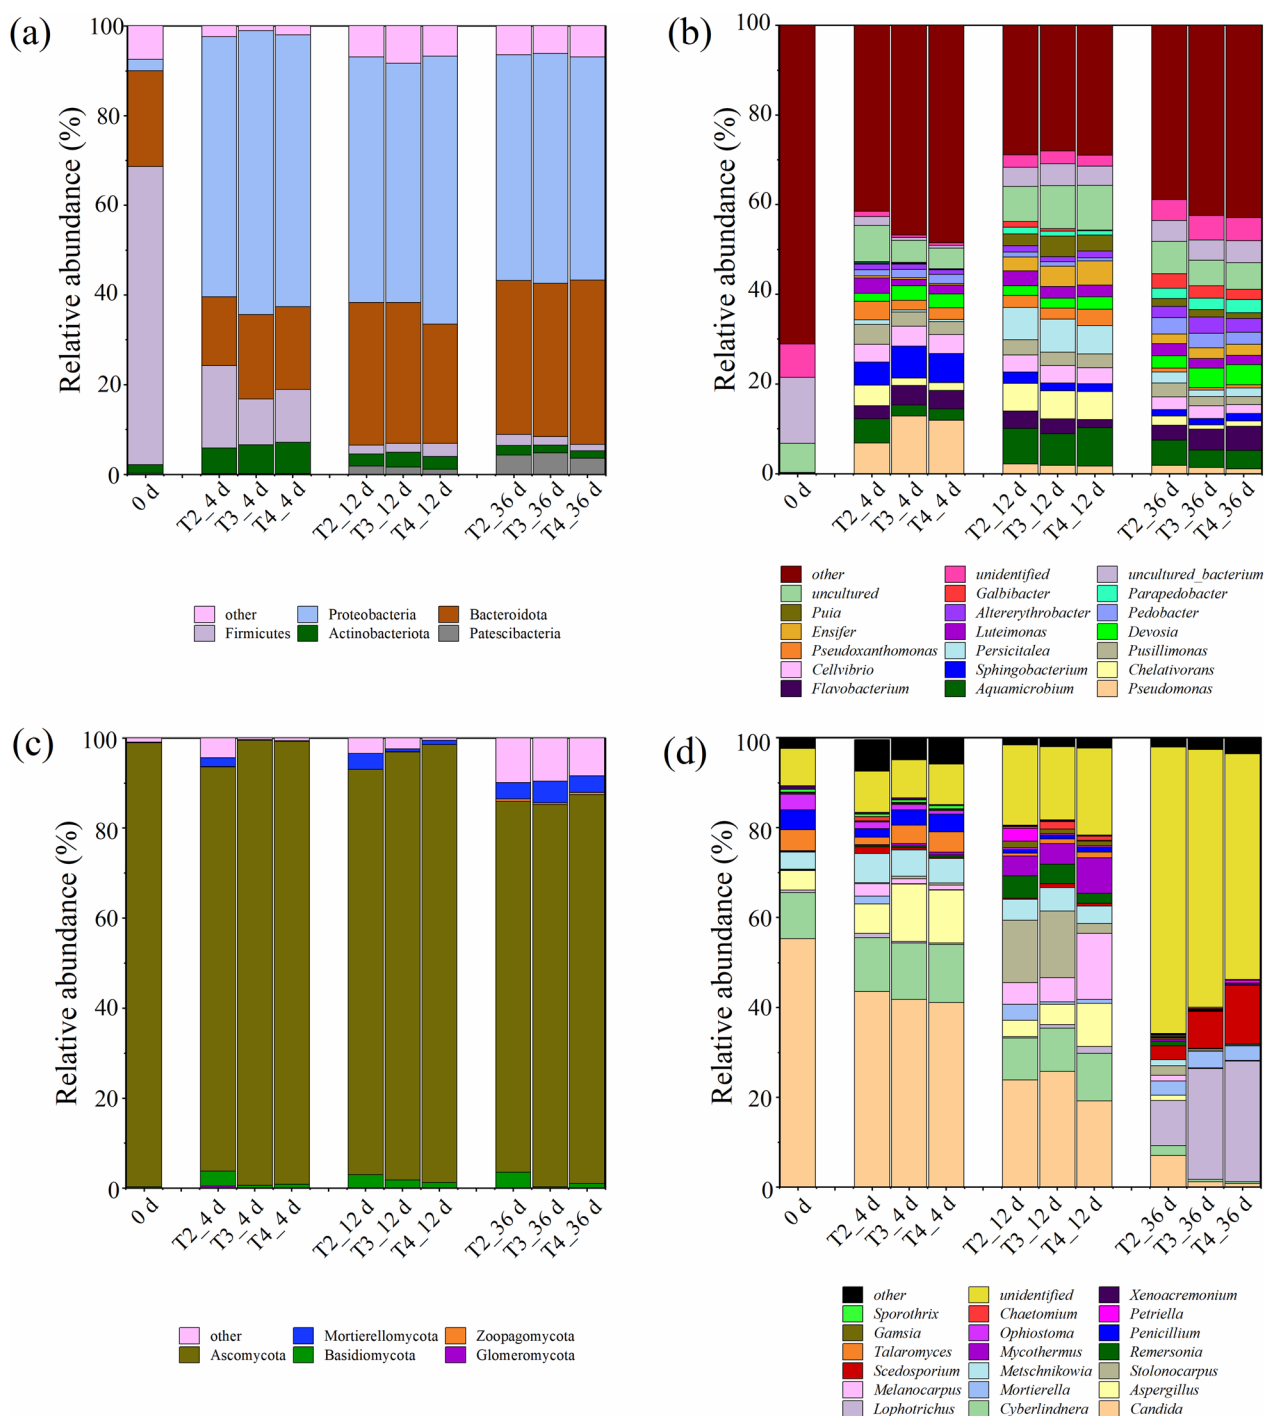 (a)
100
80
60
40
20
0
Relative abundance (%)
0 d
T2_4 d
T3_4 d
T4_4 d
T2_12 d
T3_12 d
T4_12 d
T2_36 d
T3_36 d
T4_36 d
other Proteobacteria Bacteroidota
Firmicutes Actinobacteriota Patescibacteria
(b)
100
80
60
40
20
0
Relative abundance (%)
0 d
T2_4 d
T3_4 d
T4_4 d
T2_12 d
T3_12 d
T4_12 d
T2_36 d
T3_36 d
T4_36 d
other unidentified uncultured_bacterium
uncultured Galbibacter Parapedobacter
Puia Altererythrobacter Pedobacter
Ensifer Luteimonas Devosia
Pseudoxanthomonas Persicitalea Pusillimonas
Cellvibrio Sphingobacterium Chelativorans
Flavobacterium Aquamicrobium Pseudomonas
(c)
100
80
60
40
20
0
Relative abundance (%)
0 d
T2_4 d
T3_4 d
T4_4 d
T2_12 d
T3_12 d
T4_12 d
T2_36 d
T3_36 d
T4_36 d
other Mortierellomycota Zoopagomycota
Ascomycota Basidiomycota Glomeromycota
(d)
100
80
60
40
20
0
Relative abundance (%)
0 d
T2_4 d
T3_4 d
T4_4 d
T2_12 d
T3_12 d
T4_12 d
T2_36 d
T3_36 d
T4_36 d
other unidentified Xenoacremonium
Sporothrix Chaetomium Petriella
Gamsia Ophiostoma Penicillium
Talaromyces Mycothermus Remersonia
Scedosporium Metschnikowia Stolonocarpus
Melanocarpus Mortierella Aspergillus
Lophotrichus Cyberlindnera Candida